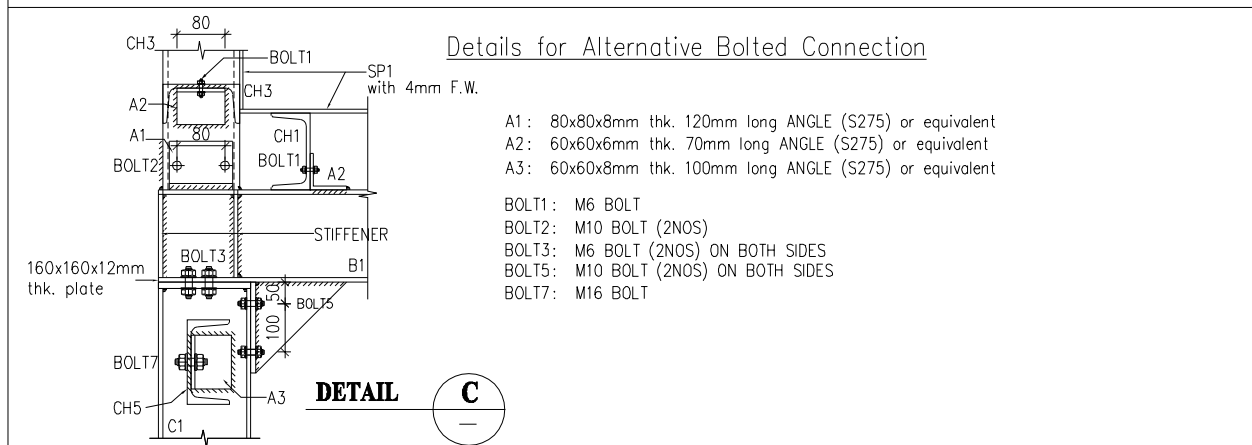 Details for Alternative Bolted Connection
80
CH3
BOLT1
SP1
with 4mm F.W.
CH3
A2
A1
80
CH1
BOLT2
BOLT1
A2
STIFFENER
BOLT3
B1
160x160x12mm
thk. plate
50
BOLT5
100
BOLT7
A3
CH5
C1
A1: 80x80x8mm thk. 120mm long ANGLE (S275) or equivalent
A2: 60x60x6mm thk. 70mm long ANGLE (S275) or equivalent
A3: 60x60x8mm thk. 100mm long ANGLE (S275) or equivalent
BOLT1: M6 BOLT
BOLT2: M10 BOLT (2NOS)
BOLT3: M6 BOLT (2NOS) ON BOTH SIDES
BOLT5: M10 BOLT (2NOS) ON BOTH SIDES
BOLT7: M16 BOLT
DETAIL C
—